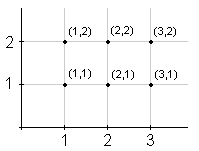 (1,2) (2,2) (3,2)
2
(1,1) (2,1) (3,1)
1
1 2 3